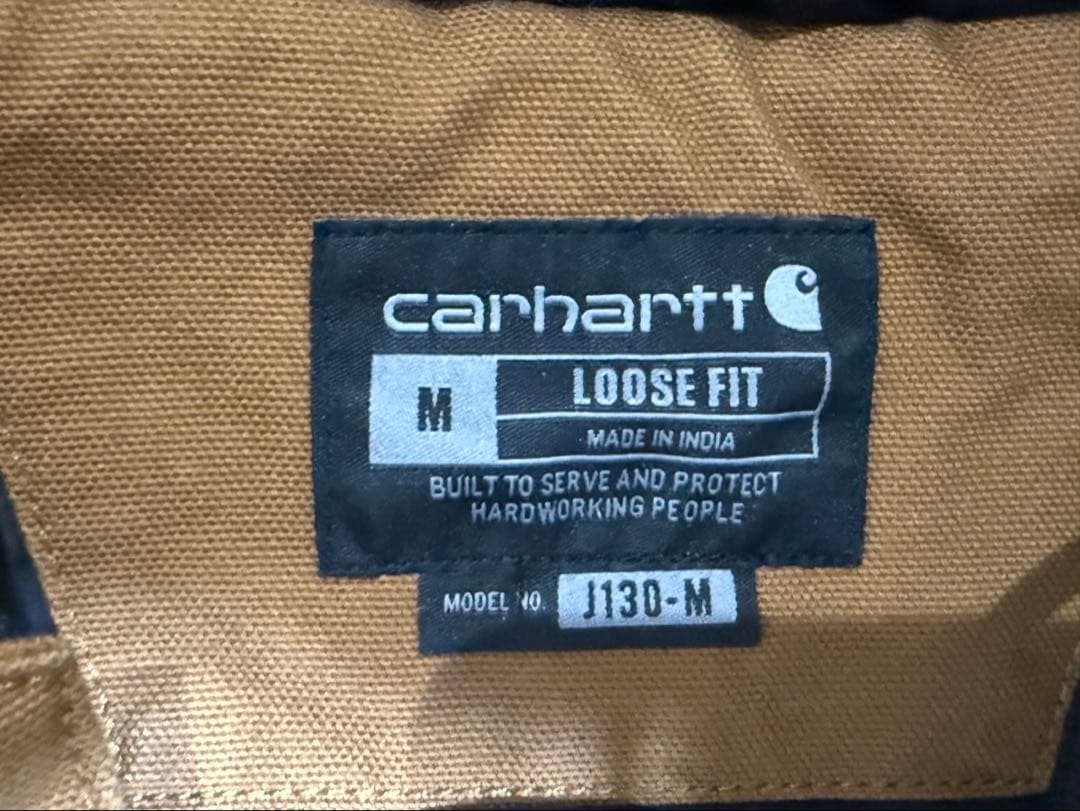 carhartt
M
LOOSE FIT
MADE IN INDIA
BUILT TO SERVE AND PROTECT
HARDWORKING PEOPLE
MODEL NO. J130-M